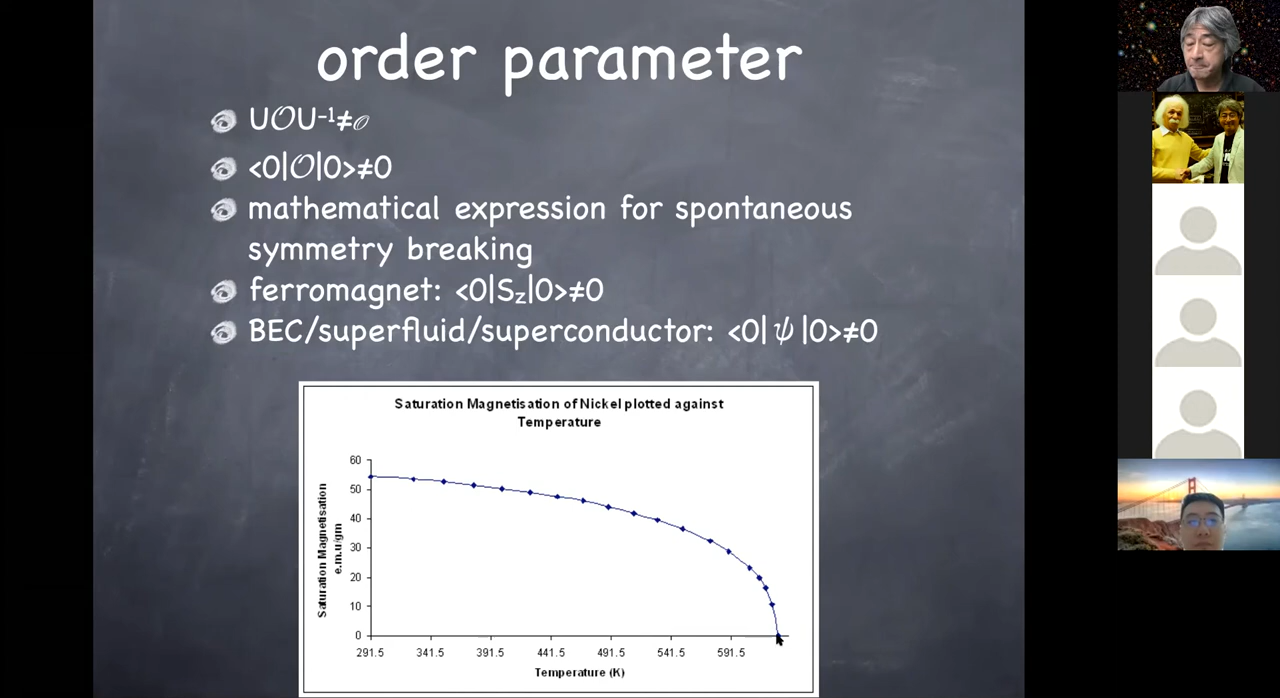 order parameter
U𝒪U⁻¹≠𝒪
<0|𝒪|0>≠0
mathematical expression for spontaneous
symmetry breaking
ferromagnet: <0|S_z|0>≠0
BEC/superfluid/superconductor: <0|ψ|0>≠0
Saturation Magnetisation of Nickel plotted against
Temperature
Saturation Magnetisation
e.m.u/gm
60
50
40
30
20
10
0
291.5 341.5 391.5 441.5 491.5 541.5 591.5
Temperature (K)